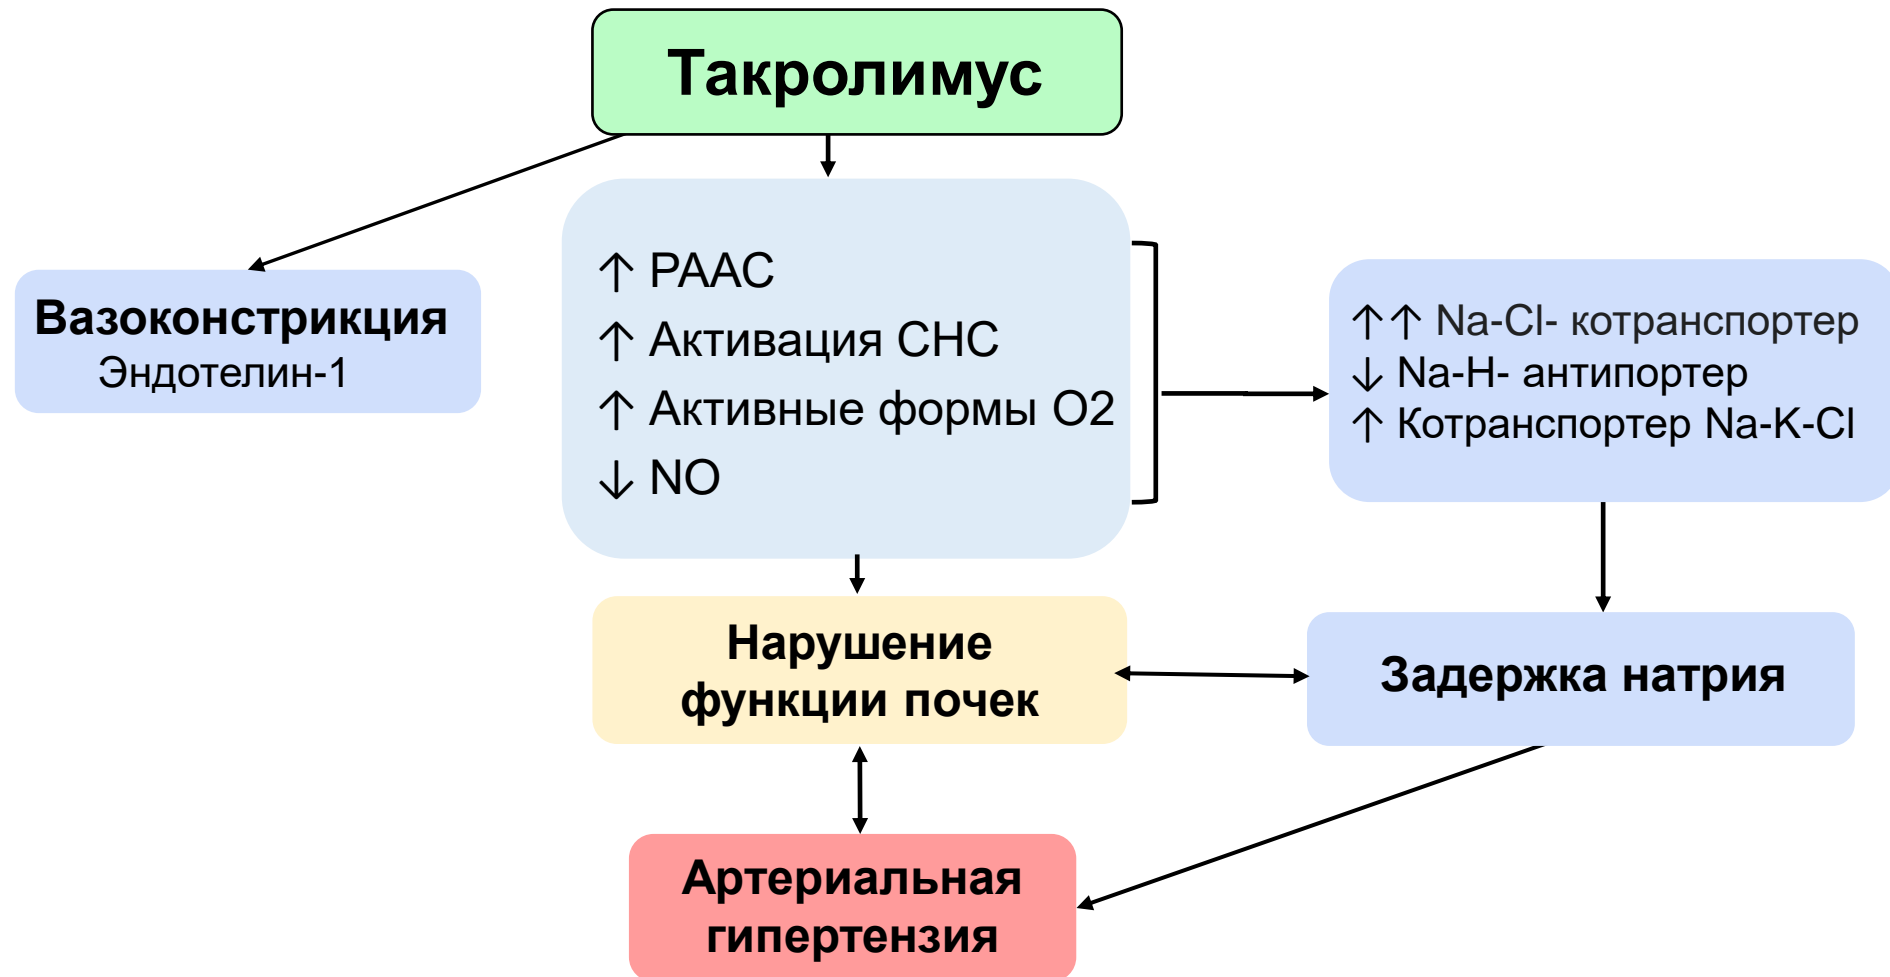 Такролимус
Вазоконстрикция
Эндотелин-1
↑ РААС
↑ Активация СНС
↑ Активные формы О2
↓ NO
↑↑ Na-Cl- котранспортер
↓ Na-H- антипортер
↑ Котранспортер Na-K-Cl
Нарушение
функции почек
Задержка натрия
Артериальная
гипертензия